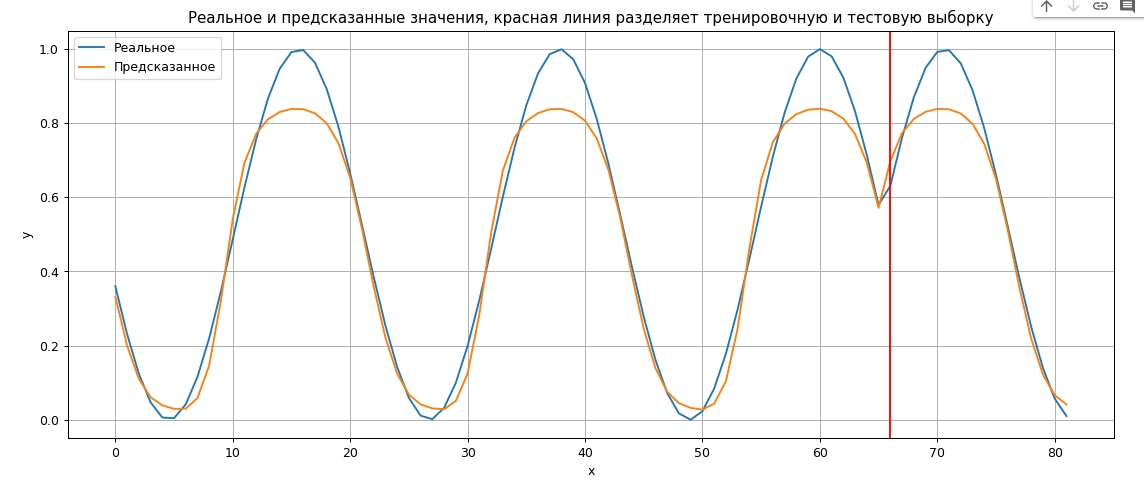 Реальное и предсказанные значения, красная линия разделяет тренировочную и тестовую выборку
Реальное
Предсказанное
1.0
0.8
0.6
0.4
0.2
0.0
y
0 10 20 30 40 50 60 70 80
x